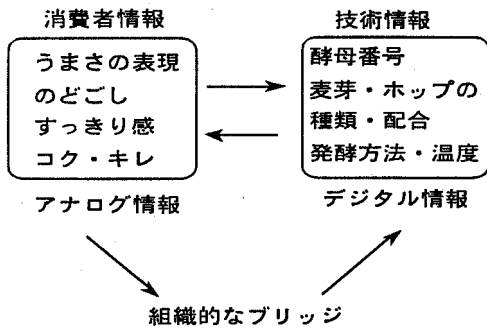 消費者情報
うまさの表現
のどごし
すっきり感
コク・キレ
アナログ情報
技術情報
酵母番号
麦芽・ホップの
種類・配合
発酵方法・温度
デジタル情報
組織的なブリッジ